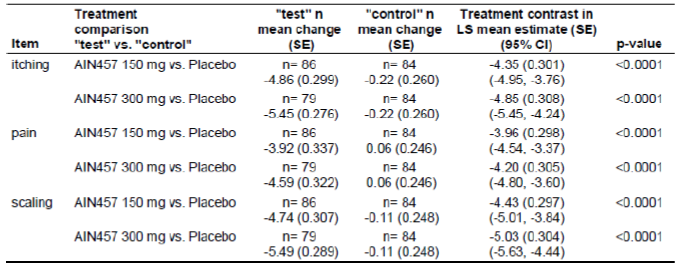 Treatment "test" n "control" n Treatment contrast in
comparison mean change mean change LS mean estimate (SE)
Item "test" vs. "control" (SE) (SE) (95% CI) p-value
itching AIN457 150 mg vs. Placebo n= 86 n= 84 -4.35 (0.301) <0.0001
-4.86 (0.299) -0.22 (0.260) (-4.95, -3.76)
AIN457 300 mg vs. Placebo n= 79 n= 84 -4.85 (0.308) <0.0001
-5.45 (0.276) -0.22 (0.260) (-5.45, -4.24)
pain AIN457 150 mg vs. Placebo n= 86 n= 84 -3.96 (0.298) <0.0001
-3.92 (0.337) 0.06 (0.246) (-4.54, -3.37)
AIN457 300 mg vs. Placebo n= 79 n= 84 -4.20 (0.305) <0.0001
-4.59 (0.322) 0.06 (0.246) (-4.80, -3.60)
scaling AIN457 150 mg vs. Placebo n= 86 n= 84 -4.43 (0.297) <0.0001
-4.74 (0.307) -0.11 (0.248) (-5.01, -3.84)
AIN457 300 mg vs. Placebo n= 79 n= 84 -5.03 (0.304) <0.0001
-5.49 (0.289) -0.11 (0.248) (-5.63, -4.44)